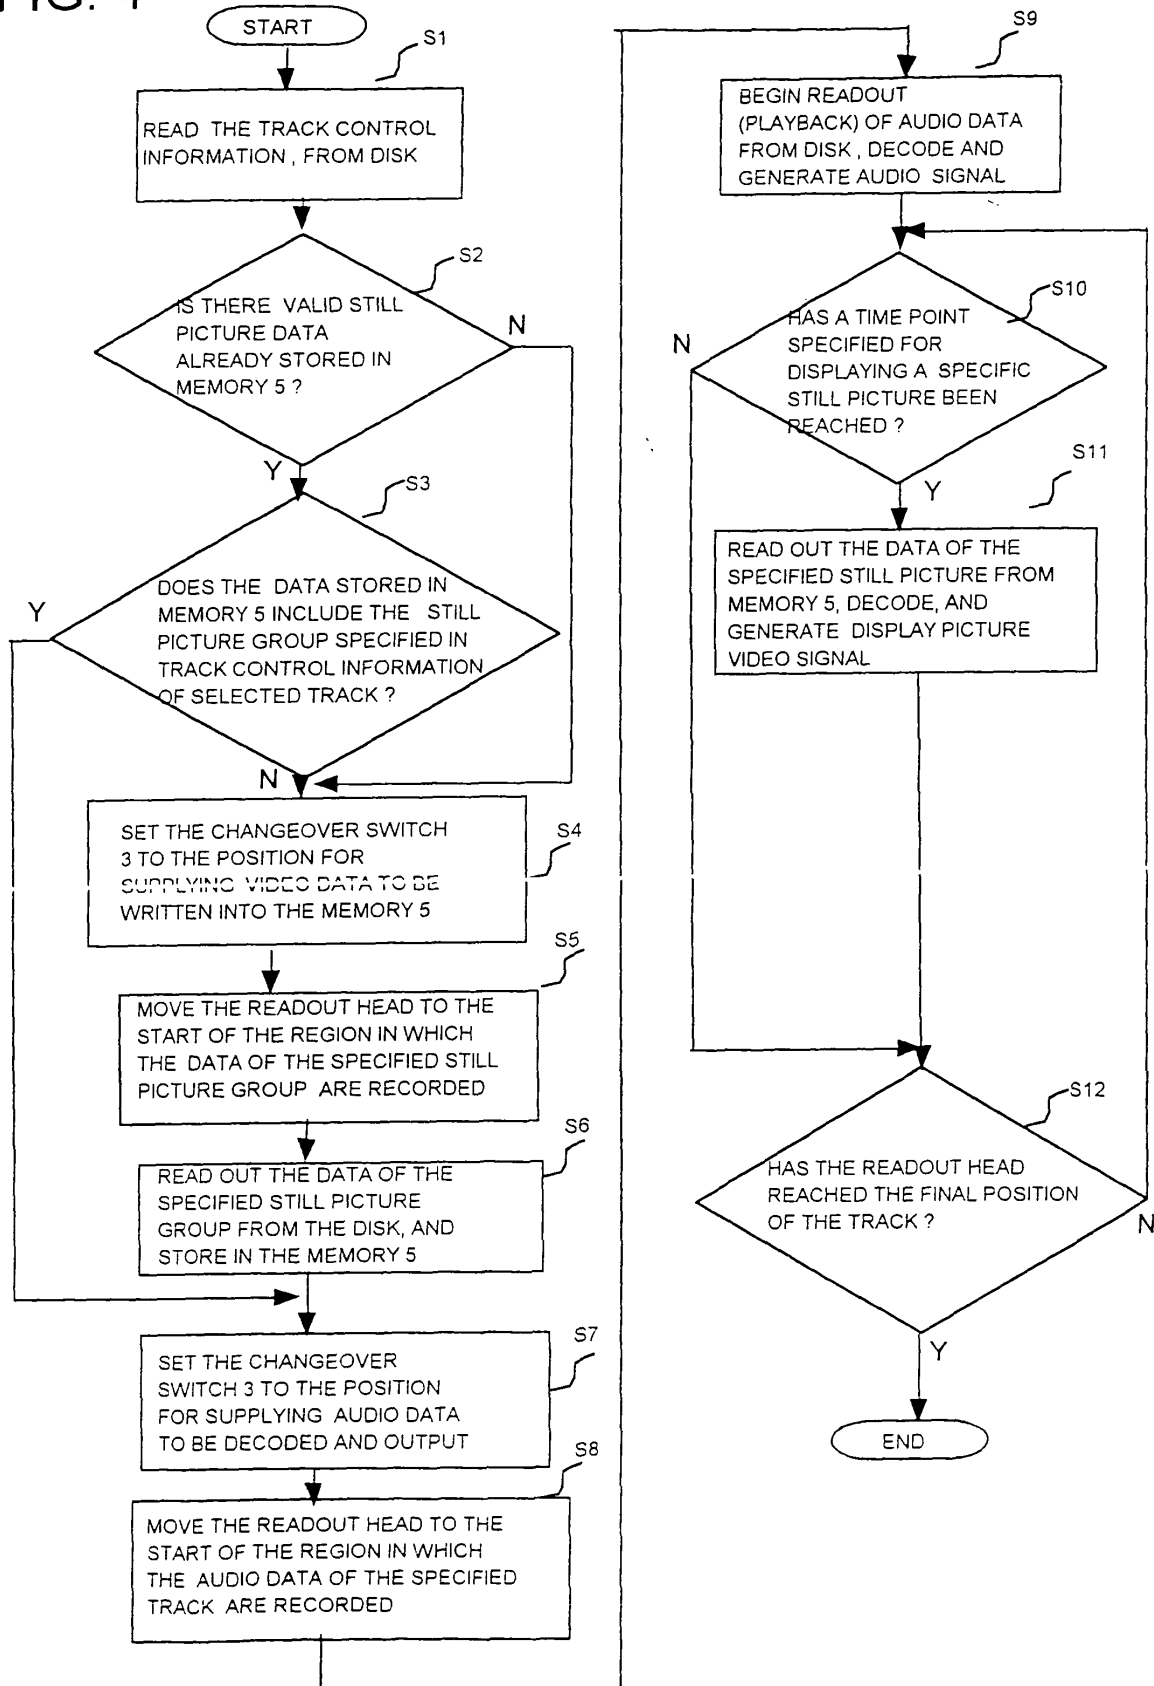 FIG. 4
START
S1
READ THE TRACK CONTROL
INFORMATION , FROM DISK
S2
IS THERE VALID STILL
PICTURE DATA
ALREADY STORED IN
MEMORY 5 ?
N
Y
S3
DOES THE DATA STORED IN
MEMORY 5 INCLUDE THE STILL
PICTURE GROUP SPECIFIED IN
TRACK CONTROL INFORMATION
OF SELECTED TRACK ?
Y
N
S4
SET THE CHANGEOVER SWITCH
3 TO THE POSITION FOR
SUPPLYING VIDEO DATA TO BE
WRITTEN INTO THE MEMORY 5
S5
MOVE THE READOUT HEAD TO THE
START OF THE REGION IN WHICH
THE DATA OF THE SPECIFIED STILL
PICTURE GROUP ARE RECORDED
S6
READ OUT THE DATA OF THE
SPECIFIED STILL PICTURE
GROUP FROM THE DISK, AND
STORE IN THE MEMORY 5
S7
SET THE CHANGEOVER
SWITCH 3 TO THE POSITION
FOR SUPPLYING AUDIO DATA
TO BE DECODED AND OUTPUT
S8
MOVE THE READOUT HEAD TO THE
START OF THE REGION IN WHICH
THE AUDIO DATA OF THE SPECIFIED
TRACK ARE RECORDED
S9
BEGIN READOUT
(PLAYBACK) OF AUDIO DATA
FROM DISK , DECODE AND
GENERATE AUDIO SIGNAL
S10
HAS A TIME POINT
SPECIFIED FOR
DISPLAYING A SPECIFIC
STILL PICTURE BEEN
REACHED ?
N
Y
S11
READ OUT THE DATA OF THE
SPECIFIED STILL PICTURE FROM
MEMORY 5, DECODE, AND
GENERATE DISPLAY PICTURE
VIDEO SIGNAL
S12
HAS THE READOUT HEAD
REACHED THE FINAL POSITION
OF THE TRACK ?
N
Y
END